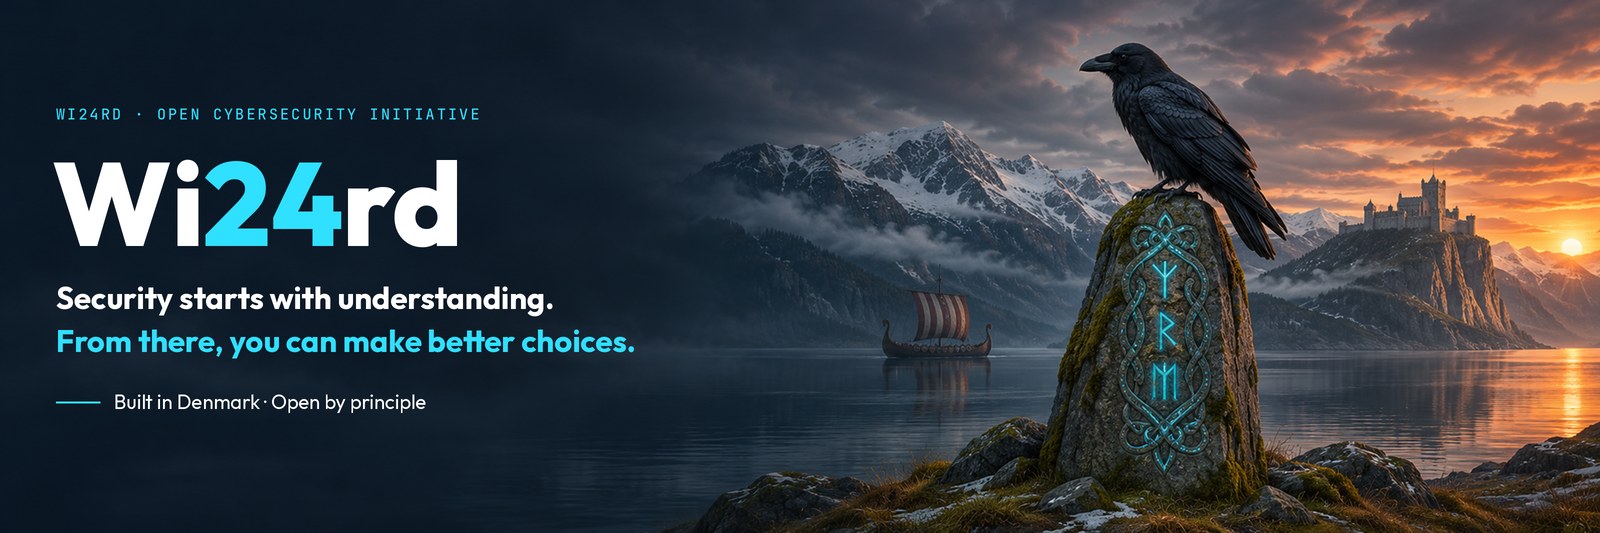 WI24RD · OPEN CYBERSECURITY INITIATIVE
Wi24rd
Security starts with understanding.
From there, you can make better choices.
Built in Denmark · Open by principle
ᛉ
ᚱ